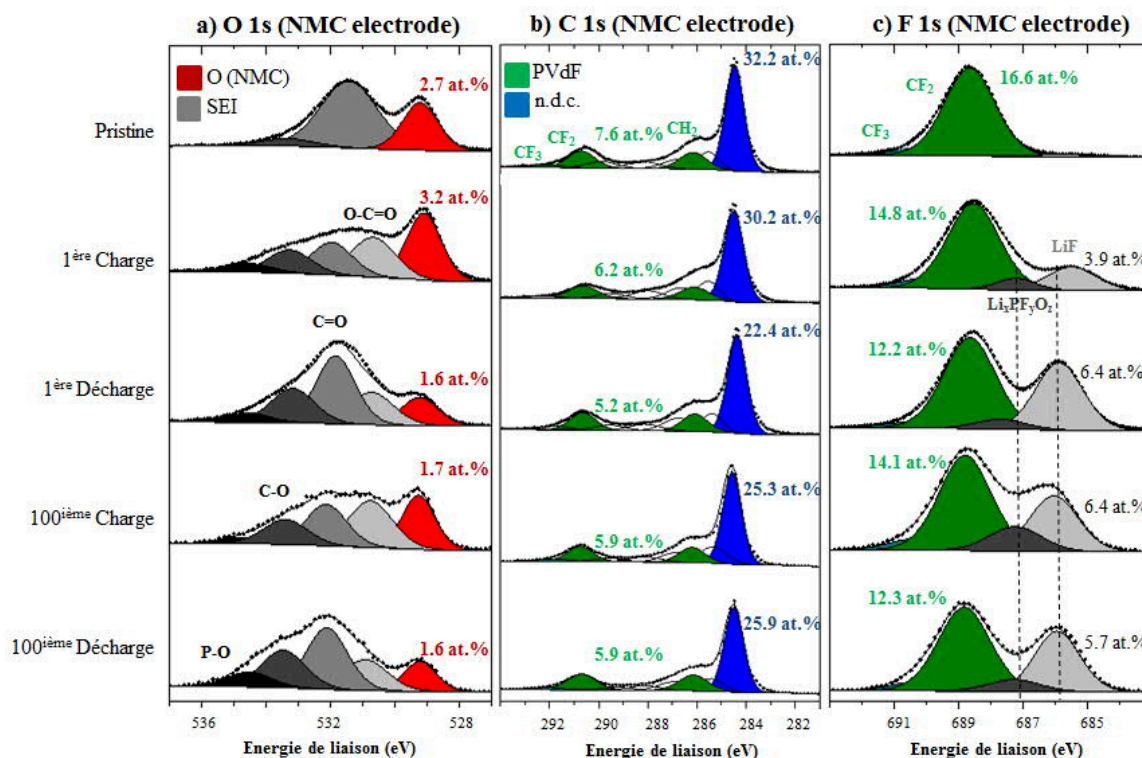 a) O 1s (NMC electrode)
b) C 1s (NMC electrode)
c) F 1s (NMC electrode)
O (NMC)
SEI
PVdF
n.d.c.
Pristine
1ère Charge
1ère Décharge
100ième Charge
100ième Décharge
2.7 at.%
3.2 at.%
O-C=O
C=O
1.6 at.%
C-O
1.7 at.%
P-O
1.6 at.%
536
532
528
Energie de liaison (eV)
32.2 at.%
CF3
CF2
7.6 at.%
CH2
30.2 at.%
6.2 at.%
22.4 at.%
5.2 at.%
25.3 at.%
5.9 at.%
25.9 at.%
5.9 at.%
292
290
288
286
284
282
Energie de liaison (eV)
CF3
CF2
16.6 at.%
14.8 at.%
LiF
3.9 at.%
LixPFyOz
12.2 at.%
6.4 at.%
14.1 at.%
6.4 at.%
12.3 at.%
5.7 at.%
691
689
687
685
Energie de liaison (eV)